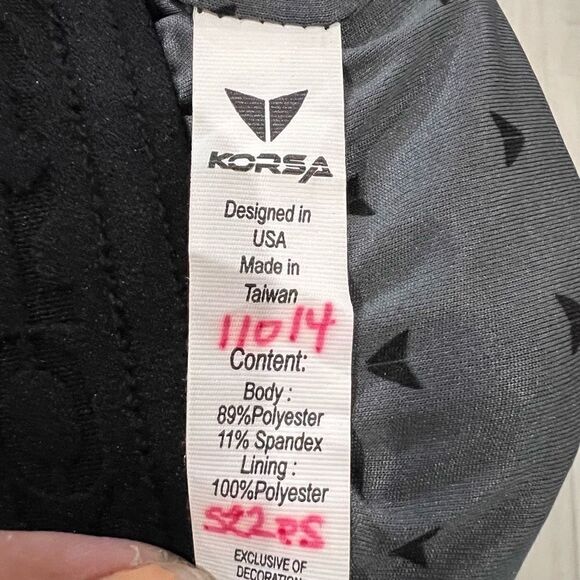 KORSA
Designed in
USA
Made in
Taiwan
11014
Content:
Body :
89%Polyester
11% Spandex
Lining :
100%Polyester
EXCLUSIVE OF
DECORATION